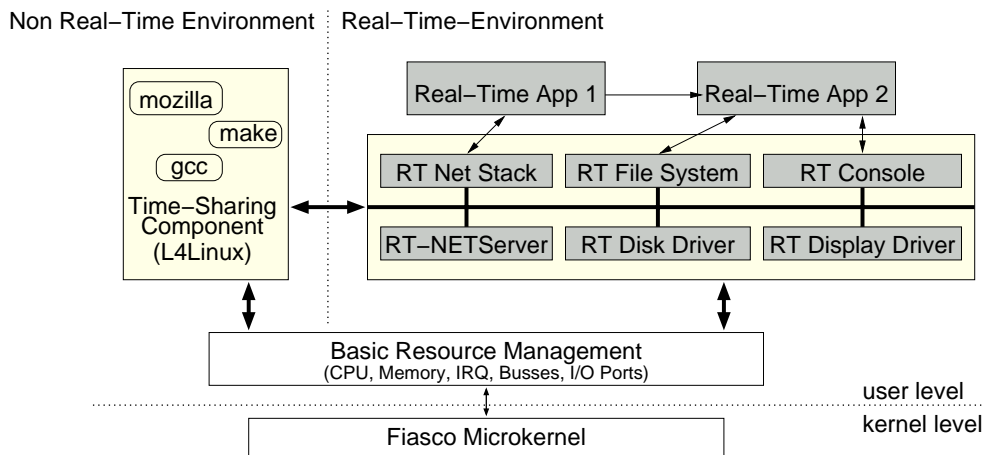 Non Real−Time Environment
Real−Time−Environment
mozilla
make
gcc
Time−Sharing
Component
(L4Linux)
Real−Time App 1
Real−Time App 2
RT Net Stack
RT File System
RT Console
RT−NETServer
RT Disk Driver
RT Display Driver
Basic Resource Management
(CPU, Memory, IRQ, Busses, I/O Ports)
user level
kernel level
Fiasco Microkernel